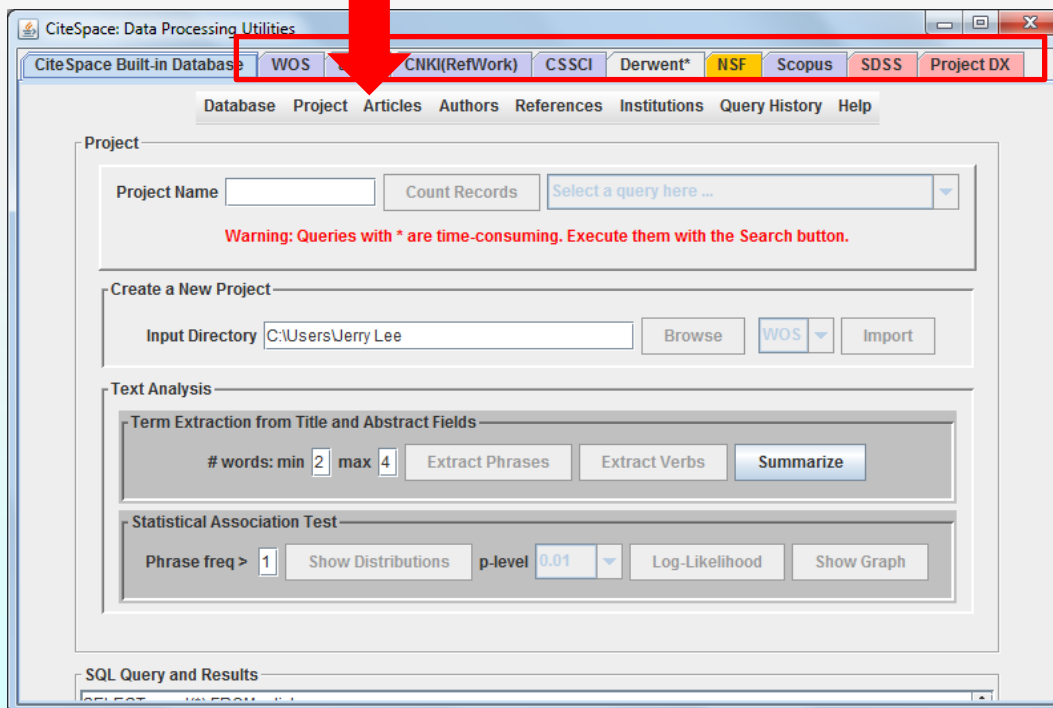 CiteSpace: Data Processing Utilities
CiteSpace Built-in Database WOS CNKI(RefWork) CSSCI Derwent* NSF Scopus SDSS Project DX
Database Project Articles Authors References Institutions Query History Help
Project
Project Name Count Records Select a query here ...
Warning: Queries with * are time-consuming. Execute them with the Search button.
Create a New Project
Input Directory C:\Users\Jerry Lee Browse WOS Import
Text Analysis
Term Extraction from Title and Abstract Fields
# words: min 2 max 4 Extract Phrases Extract Verbs Summarize
Statistical Association Test
Phrase freq > 1 Show Distributions p-level 0.01 Log-Likelihood Show Graph
SQL Query and Results